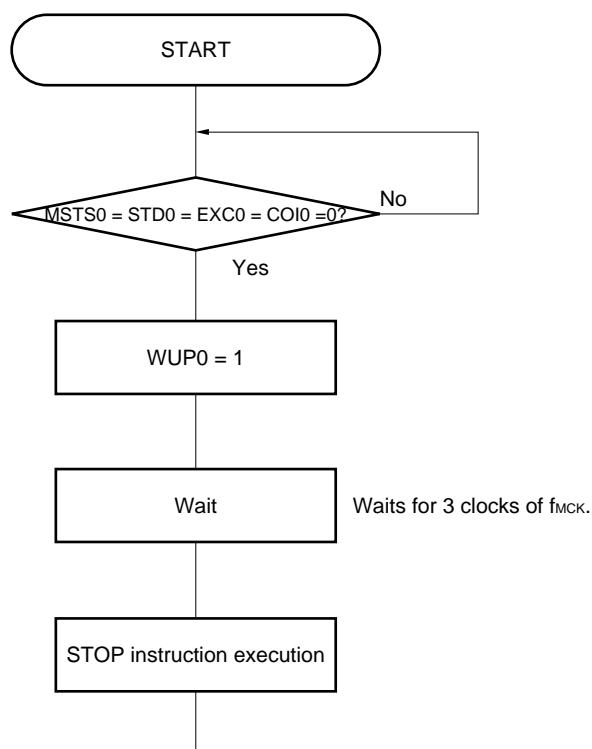 START
MSTS0 = STD0 = EXC0 = COI0 =0?
No
Yes
WUP0 = 1
Wait
Waits for 3 clocks of fMCK.
STOP instruction execution